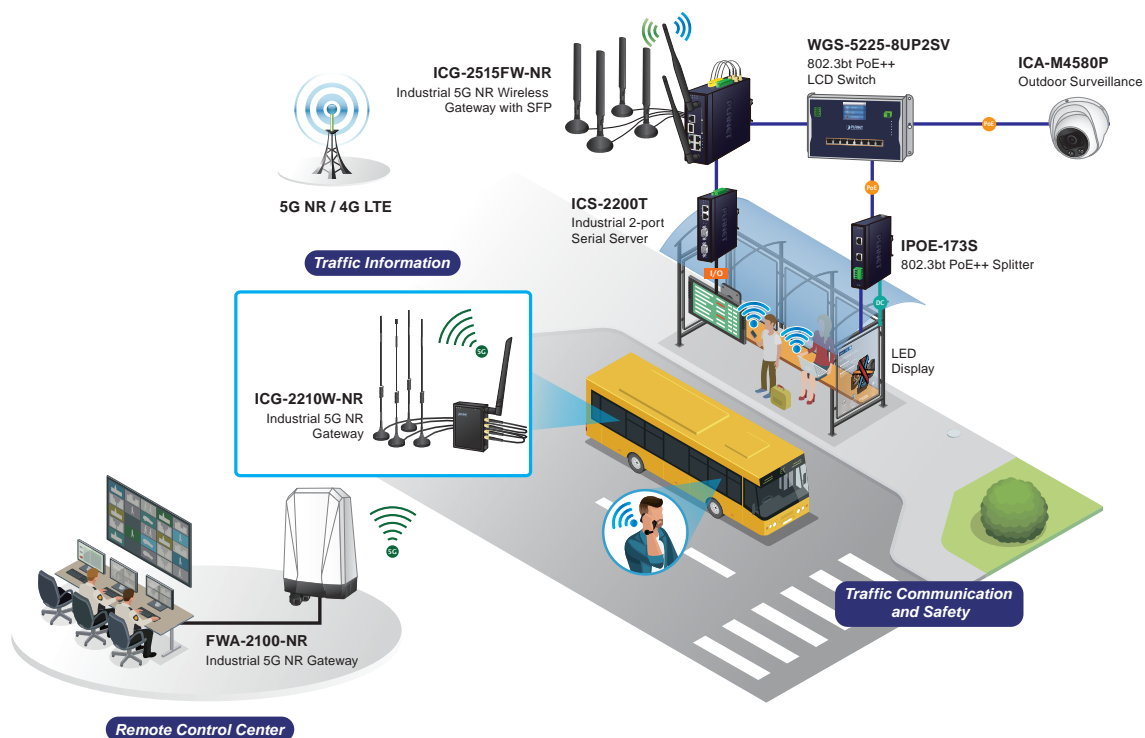 WGS-5225-8UP2SV
802.3bt PoE++
LCD Switch
ICA-M4580P
Outdoor Surveillance
ICG-2515FW-NR
Industrial 5G NR Wireless
Gateway with SFP
PLANET
PoE
PoE
5G NR / 4G LTE
ICS-2200T
Industrial 2-port
Serial Server
PLANET
IPOE-173S
802.3bt PoE++ Splitter
Traffic Information
I/O
DC
LED
Display
5G
ICG-2210W-NR
Industrial 5G NR
Gateway
5G
FWA-2100-NR
Industrial 5G NR Gateway
Traffic Communication
and Safety
Remote Control Center